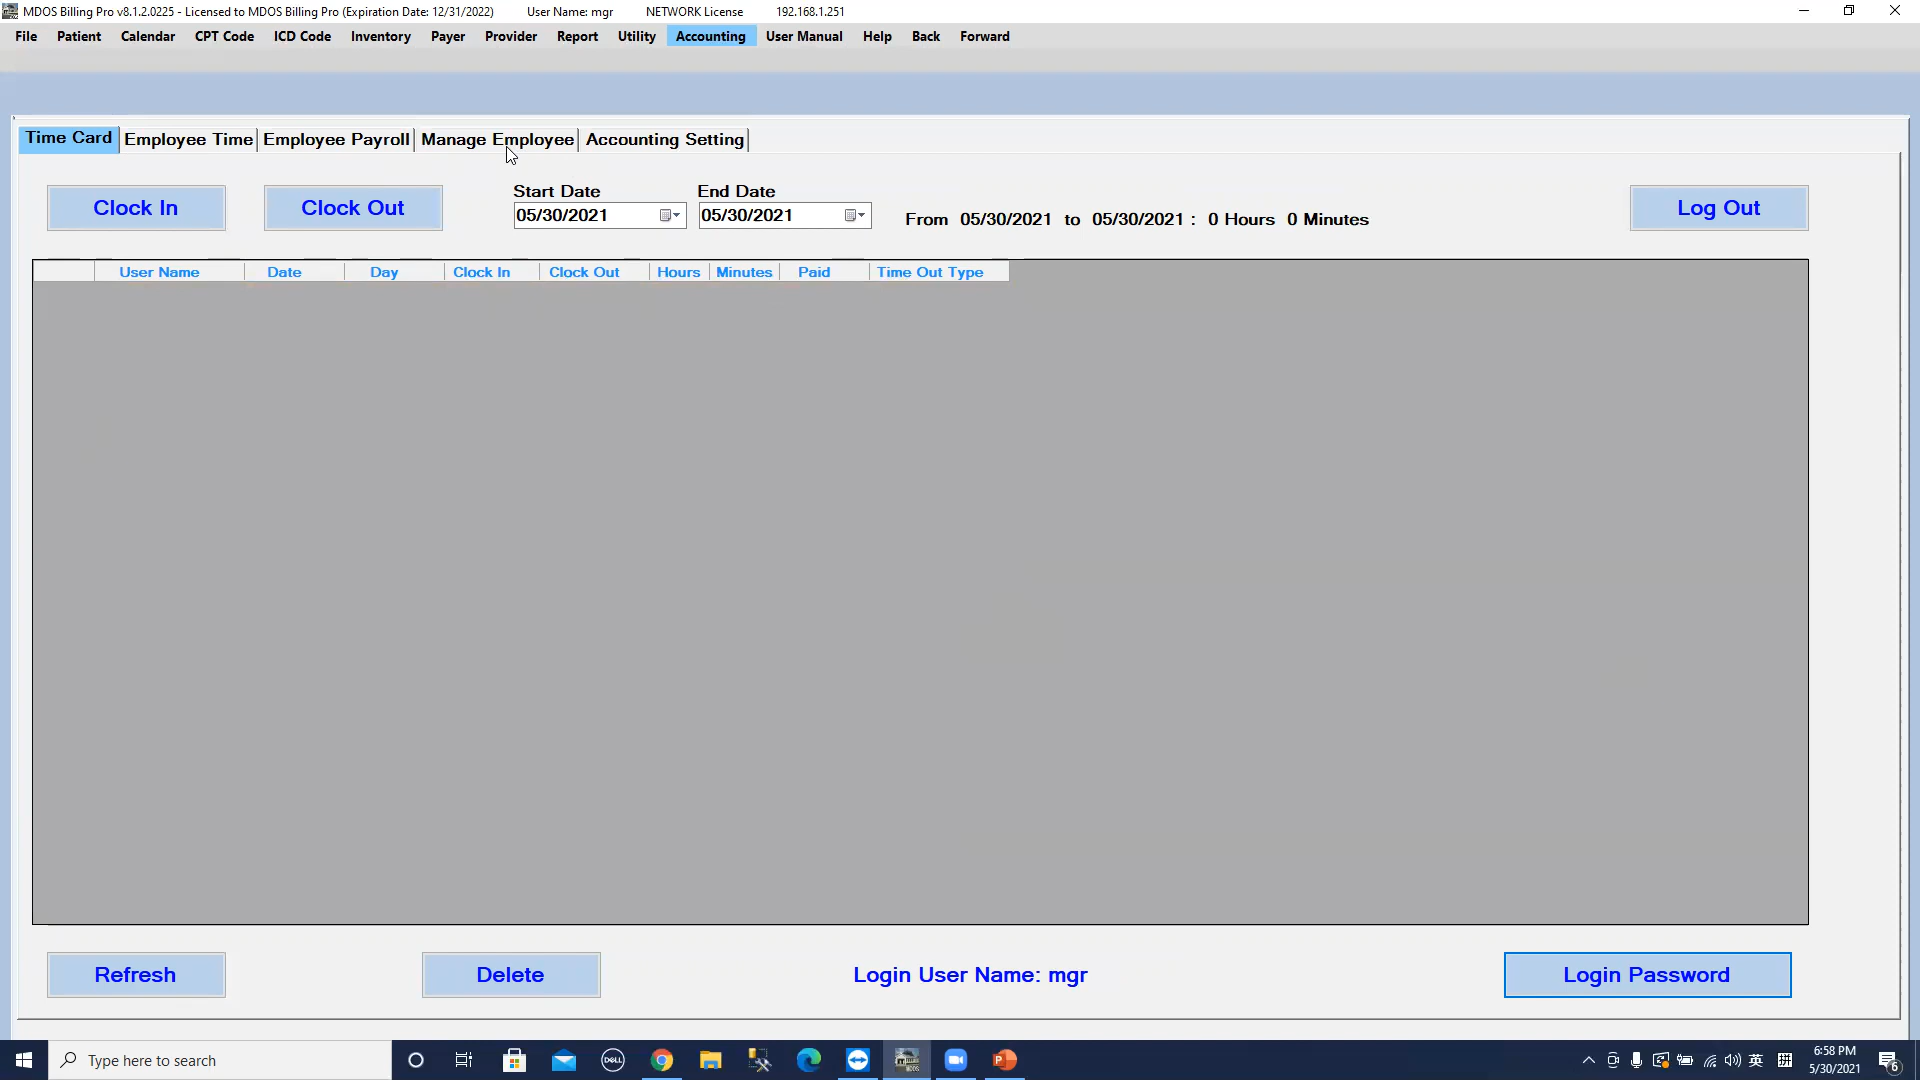 MDOS Billing Pro v8.1.2.0225 - Licensed to MDOS Billing Pro (Expiration Date: 12/31/2022) User Name: mgr NETWORK License 192.168.1.251
File Patient Calendar CPT Code ICD Code Inventory Payer Provider Report Utility Accounting User Manual Help Back Forward
Time Card Employee Time Employee Payroll Manage Employee Accounting Setting
Start Date End Date
Clock In Clock Out 05/30/2021 05/30/2021 From 05/30/2021 to 05/30/2021 : 0 Hours 0 Minutes Log Out
User Name Date Day Clock In Clock Out Hours Minutes Paid Time Out Type
Refresh Delete Login User Name: mgr Login Password
Type here to search DELL MDOS P 英 拼 6:58 PM
5/30/2021 6